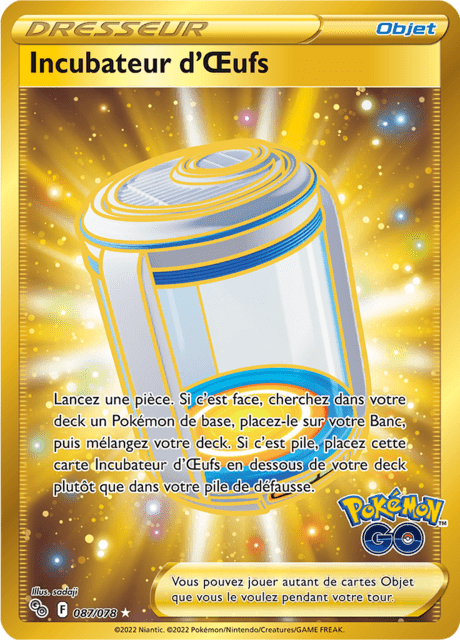 DRESSEUR Objet
Incubateur d'Œufs
Lancez une pièce. Si c'est face, cherchez dans votre
deck un Pokémon de base, placez-le sur votre Banc,
puis mélangez votre deck. Si c'est pile, placez cette
carte Incubateur d'Œufs en dessous de votre deck
plutôt que dans votre pile de défausse.
POKÉMON
GO
Illus. sadaji
GO F 087/078 ★
Vous pouvez jouer autant de cartes Objet
que vous le voulez pendant votre tour.
©2022 Niantic. ©2022 Pokémon/Nintendo/Creatures/GAME FREAK.